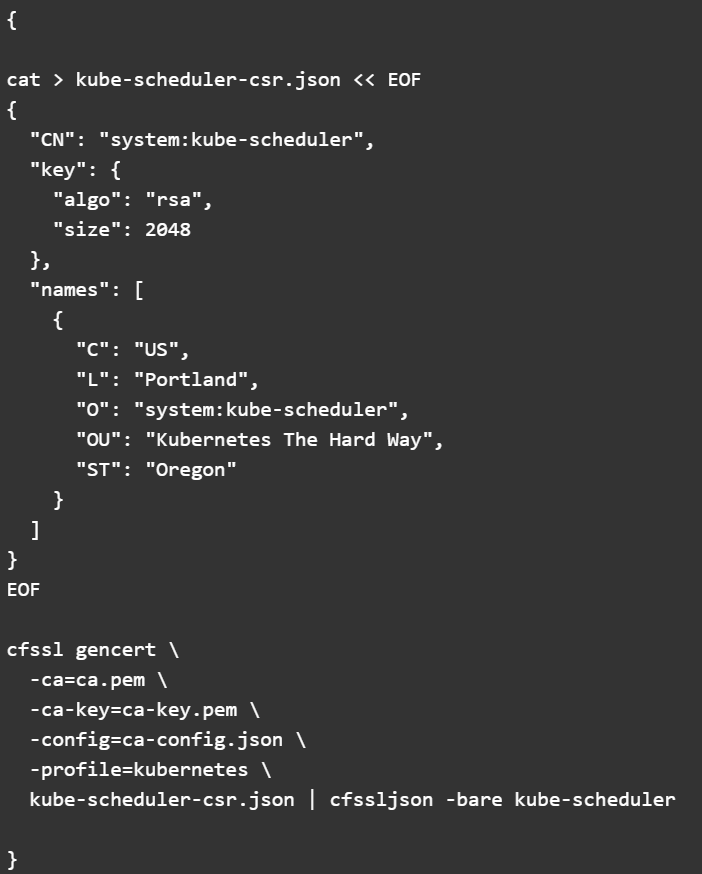 {
cat > kube-scheduler-csr.json << EOF
{
  "CN": "system:kube-scheduler",
  "key": {
    "algo": "rsa",
    "size": 2048
  },
  "names": [
    {
      "C": "US",
      "L": "Portland",
      "O": "system:kube-scheduler",
      "OU": "Kubernetes The Hard Way",
      "ST": "Oregon"
    }
  ]
}
EOF
cfssl gencert \
  -ca=ca.pem \
  -ca-key=ca-key.pem \
  -config=ca-config.json \
  -profile=kubernetes \
  kube-scheduler-csr.json | cfssljson -bare kube-scheduler
}